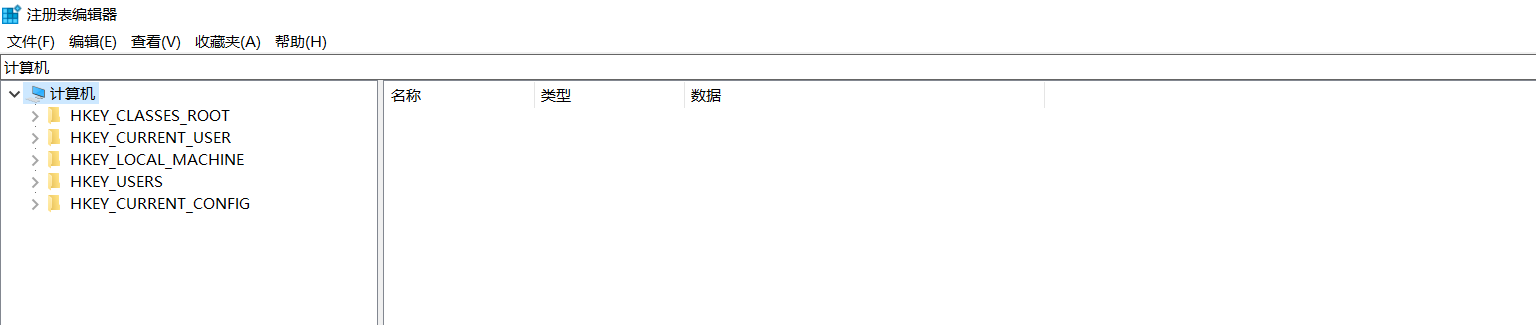 注册表编辑器
文件(F) 编辑(E) 查看(V) 收藏夹(A) 帮助(H)
计算机
计算机
HKEY_CLASSES_ROOT
HKEY_CURRENT_USER
HKEY_LOCAL_MACHINE
HKEY_USERS
HKEY_CURRENT_CONFIG
名称 类型 数据